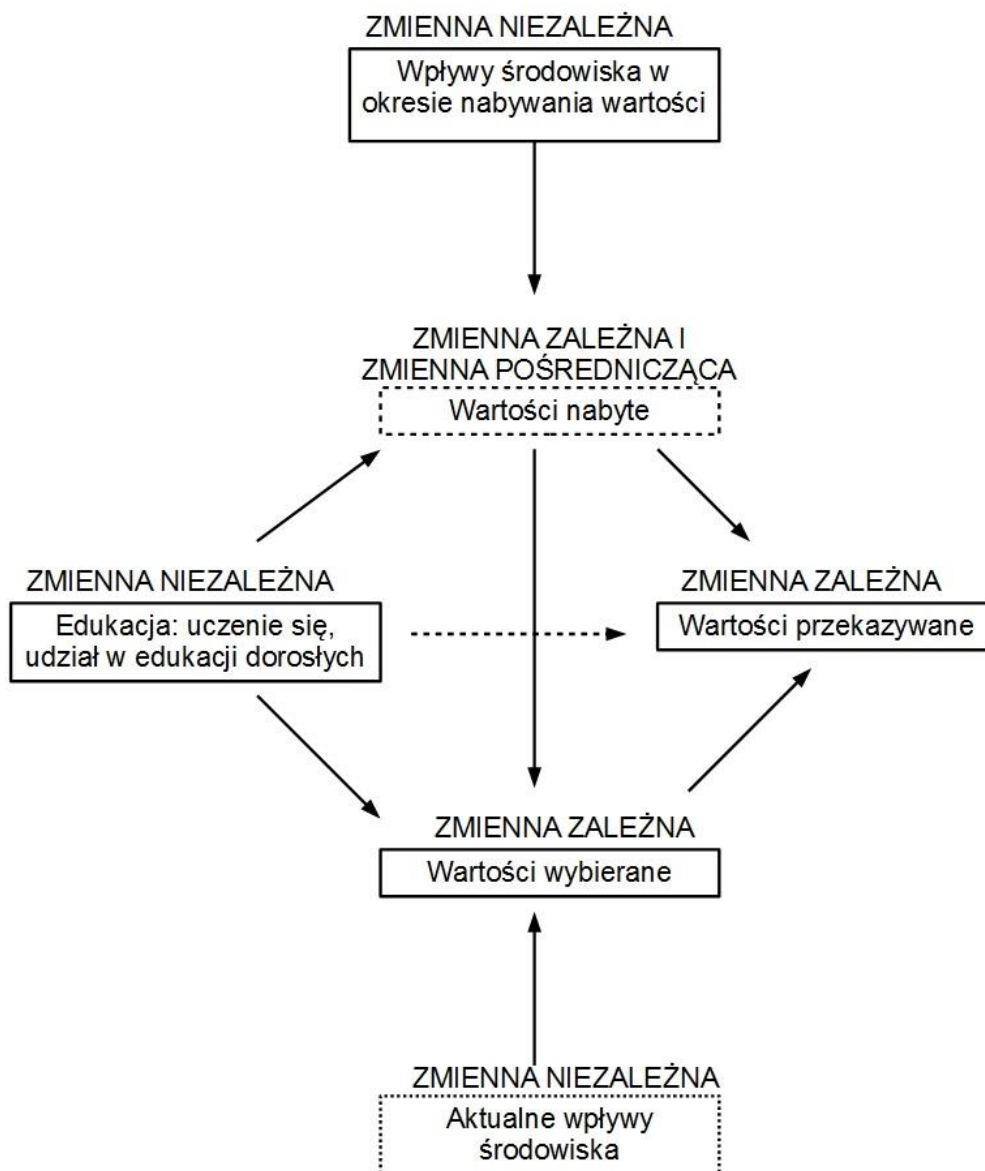 ZMIENNA NIEZALEŻNA
Wpływy środowiska w
okresie nabywania wartości
ZMIENNA ZALEŻNA I
ZMIENNA POŚREDNICZĄCA
Wartości nabyte
ZMIENNA NIEZALEŻNA
Edukacja: uczenie się,
udział w edukacji dorosłych
ZMIENNA ZALEŻNA
Wartości przekazywane
ZMIENNA ZALEŻNA
Wartości wybierane
ZMIENNA NIEZALEŻNA
Aktualne wpływy
środowiska